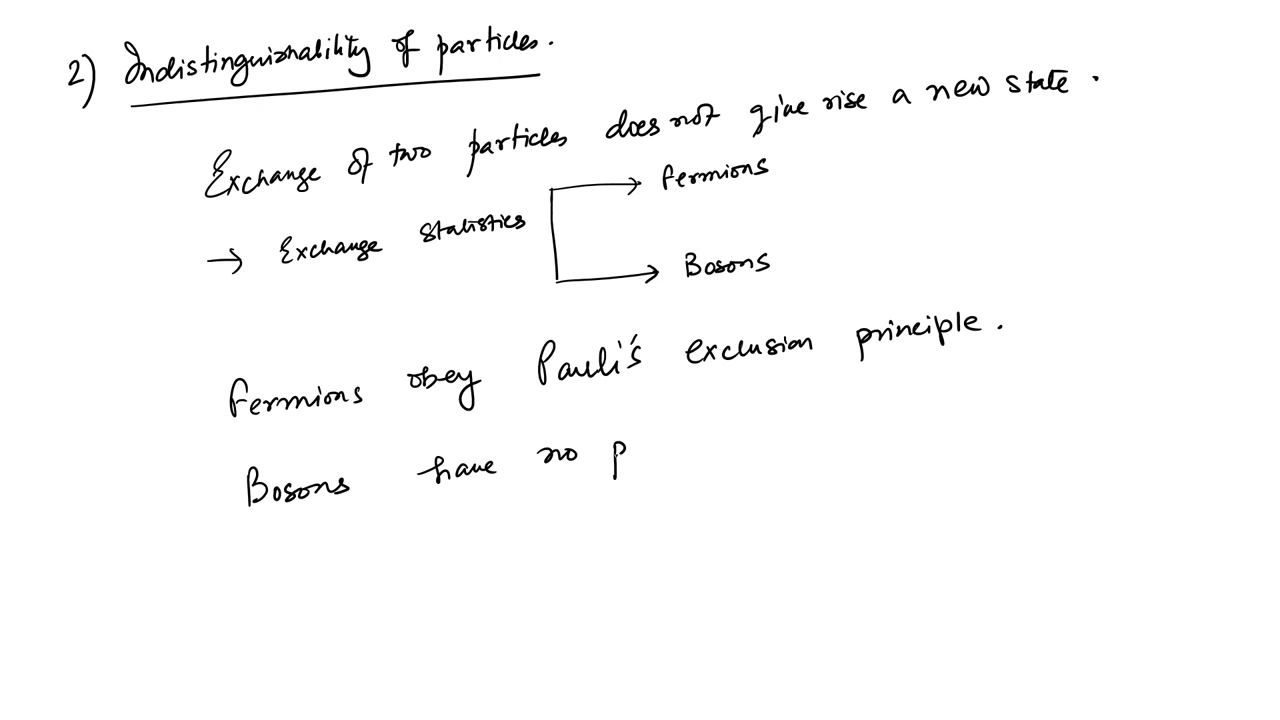 2) Indistinguishability of particles.
Exchange of two particles does not give rise a new state.
→ Exchange statistics → Fermions
→ Bosons
Fermions obey Pauli's exclusion principle.
Bosons have no p